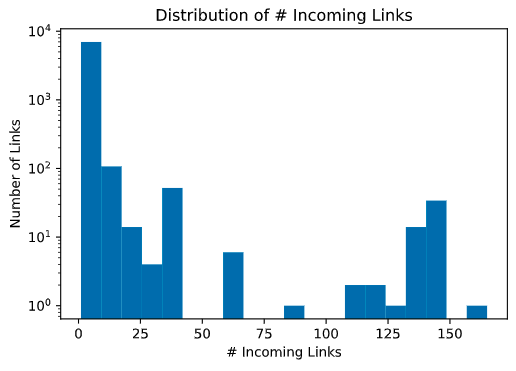 Distribution of # Incoming Links
10⁴
10³
10²
10¹
10⁰
Number of Links
0 25 50 75 100 125 150
# Incoming Links